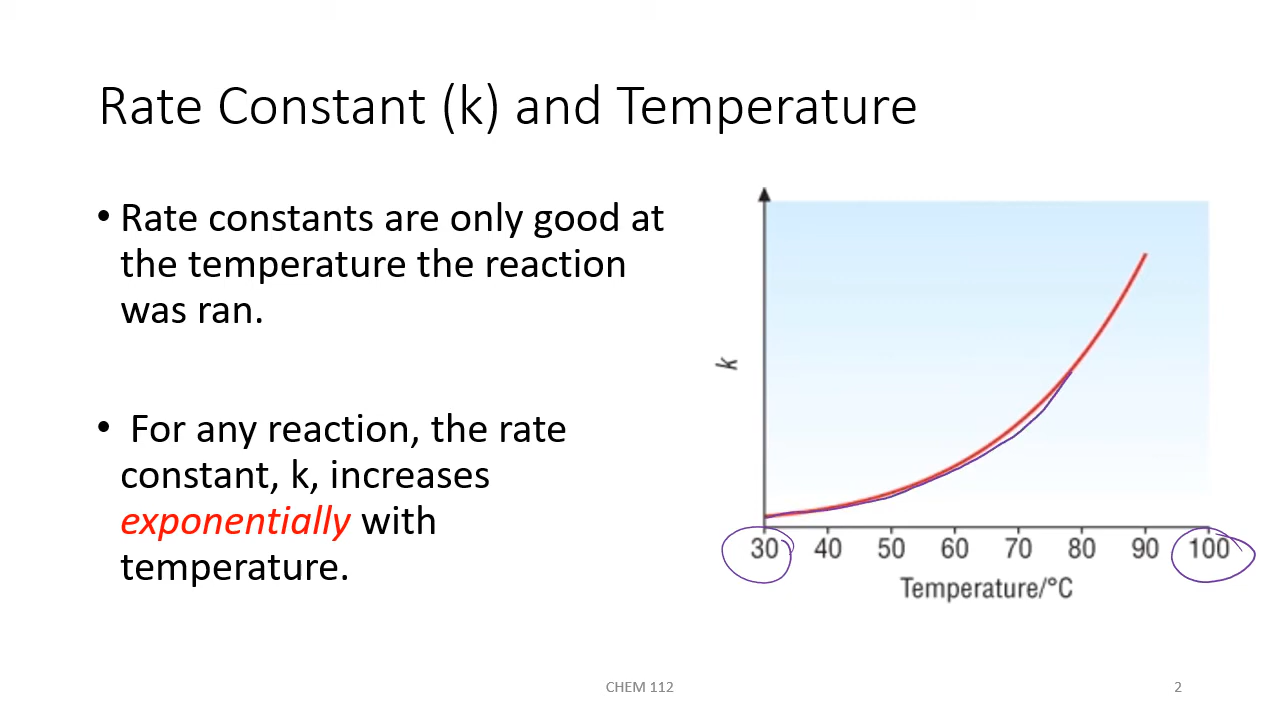 Rate Constant (k) and Temperature
• Rate constants are only good at
the temperature the reaction
was ran.
• For any reaction, the rate
constant, k, increases
exponentially with
temperature.
k
30 40 50 60 70 80 90 100
Temperature/°C
CHEM 112
2